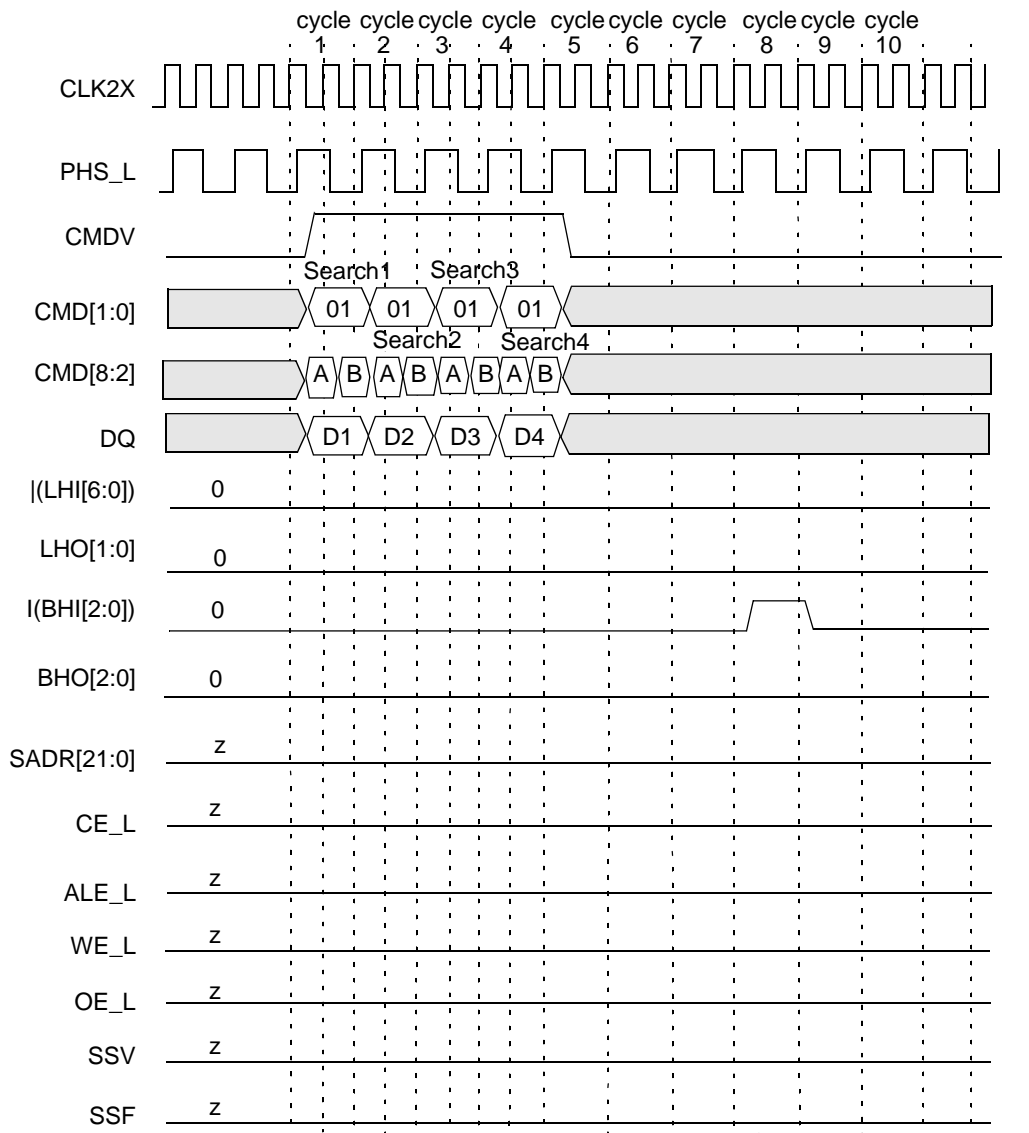 cycle cycle cycle cycle cycle cycle cycle cycle cycle cycle
1 2 3 4 5 6 7 8 9 10
CLK2X
PHS_L
CMDV
Search1 Search3
CMD[1:0] 01 01 01 01
Search2 Search4
CMD[8:2] A B A B A B A B
DQ D1 D2 D3 D4
|(LHI[6:0]) 0
LHO[1:0] 0
I(BHI[2:0]) 0
BHO[2:0] 0
SADR[21:0] z
CE_L z
ALE_L z
WE_L z
OE_L z
SSV z
SSF z